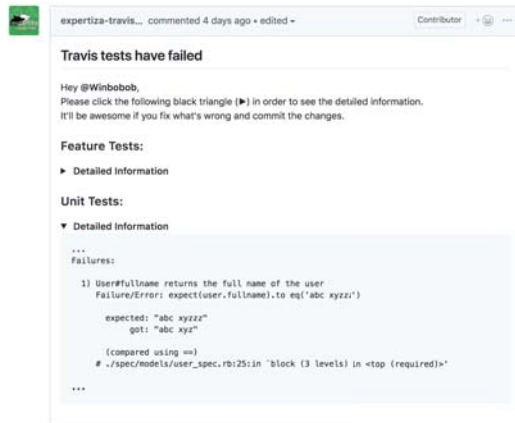 expertiza-travis... commented 4 days ago • edited
Contributor
Travis tests have failed
Hey @Winbobob,
Please click the following black triangle (▶) in order to see the detailed information.
It'll be awesome if you fix what's wrong and commit the changes.
Feature Tests:
▶ Detailed Information
Unit Tests:
▼ Detailed Information
...
Failures:
1) User#fullname returns the full name of the user
Failure/Error: expect(user.fullname).to eq('abc xyzzz')
expected: "abc xyzzz"
got: "abc xyz"
(compared using ==)
# ./spec/models/user_spec.rb:25:in `block (3 levels) in <top (required)>'
...